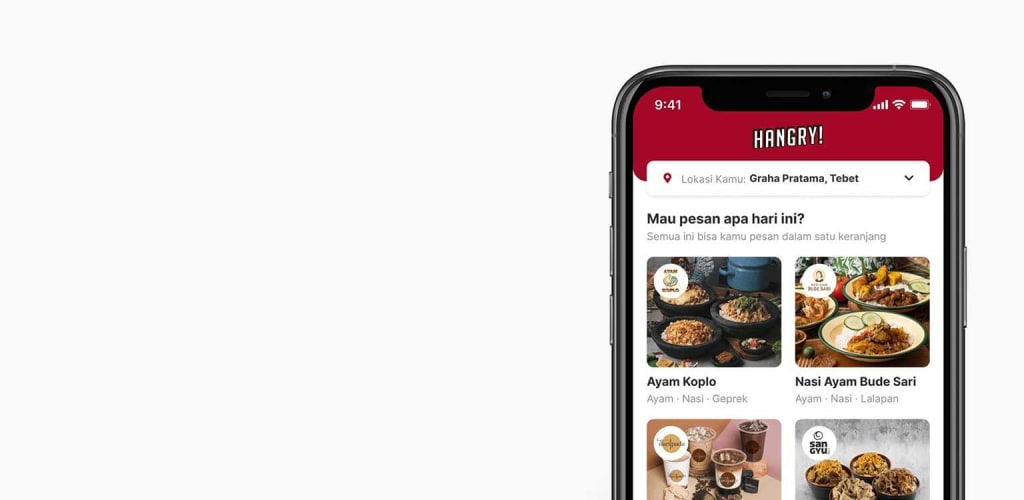 9:41
HANGRY!
Lokasi Kamu: Graha Pratama, Tebet
Mau pesan apa hari ini?
Semua ini bisa kamu pesan dalam satu keranjang
AYAM
KOPLO
NASI AYAM
BUDE SARI
Ayam Koplo
Ayam · Nasi · Geprek
Nasi Ayam Bude Sari
Ayam · Nasi · Lalapan
san
GYU